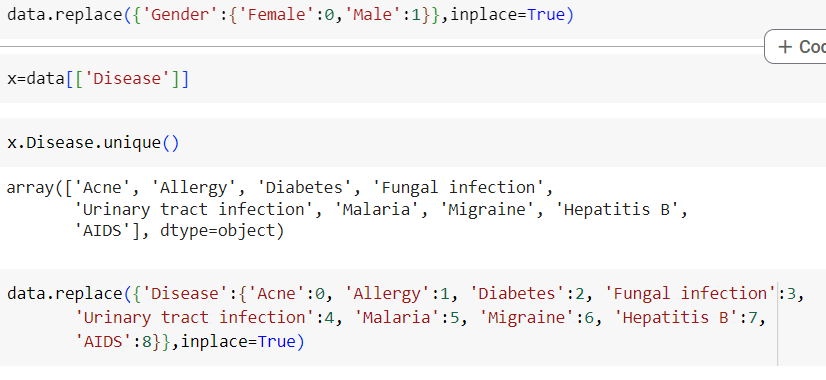 data.replace({'Gender':{'Female':0,'Male':1}},inplace=True)
+ Coo
x=data[['Disease']]
x.Disease.unique()
array(['Acne', 'Allergy', 'Diabetes', 'Fungal infection',
'Urinary tract infection', 'Malaria', 'Migraine', 'Hepatitis B',
'AIDS'], dtype=object)
data.replace({'Disease':{'Acne':0, 'Allergy':1, 'Diabetes':2, 'Fungal infection':3,
'Urinary tract infection':4, 'Malaria':5, 'Migraine':6, 'Hepatitis B':7,
'AIDS':8}},inplace=True)